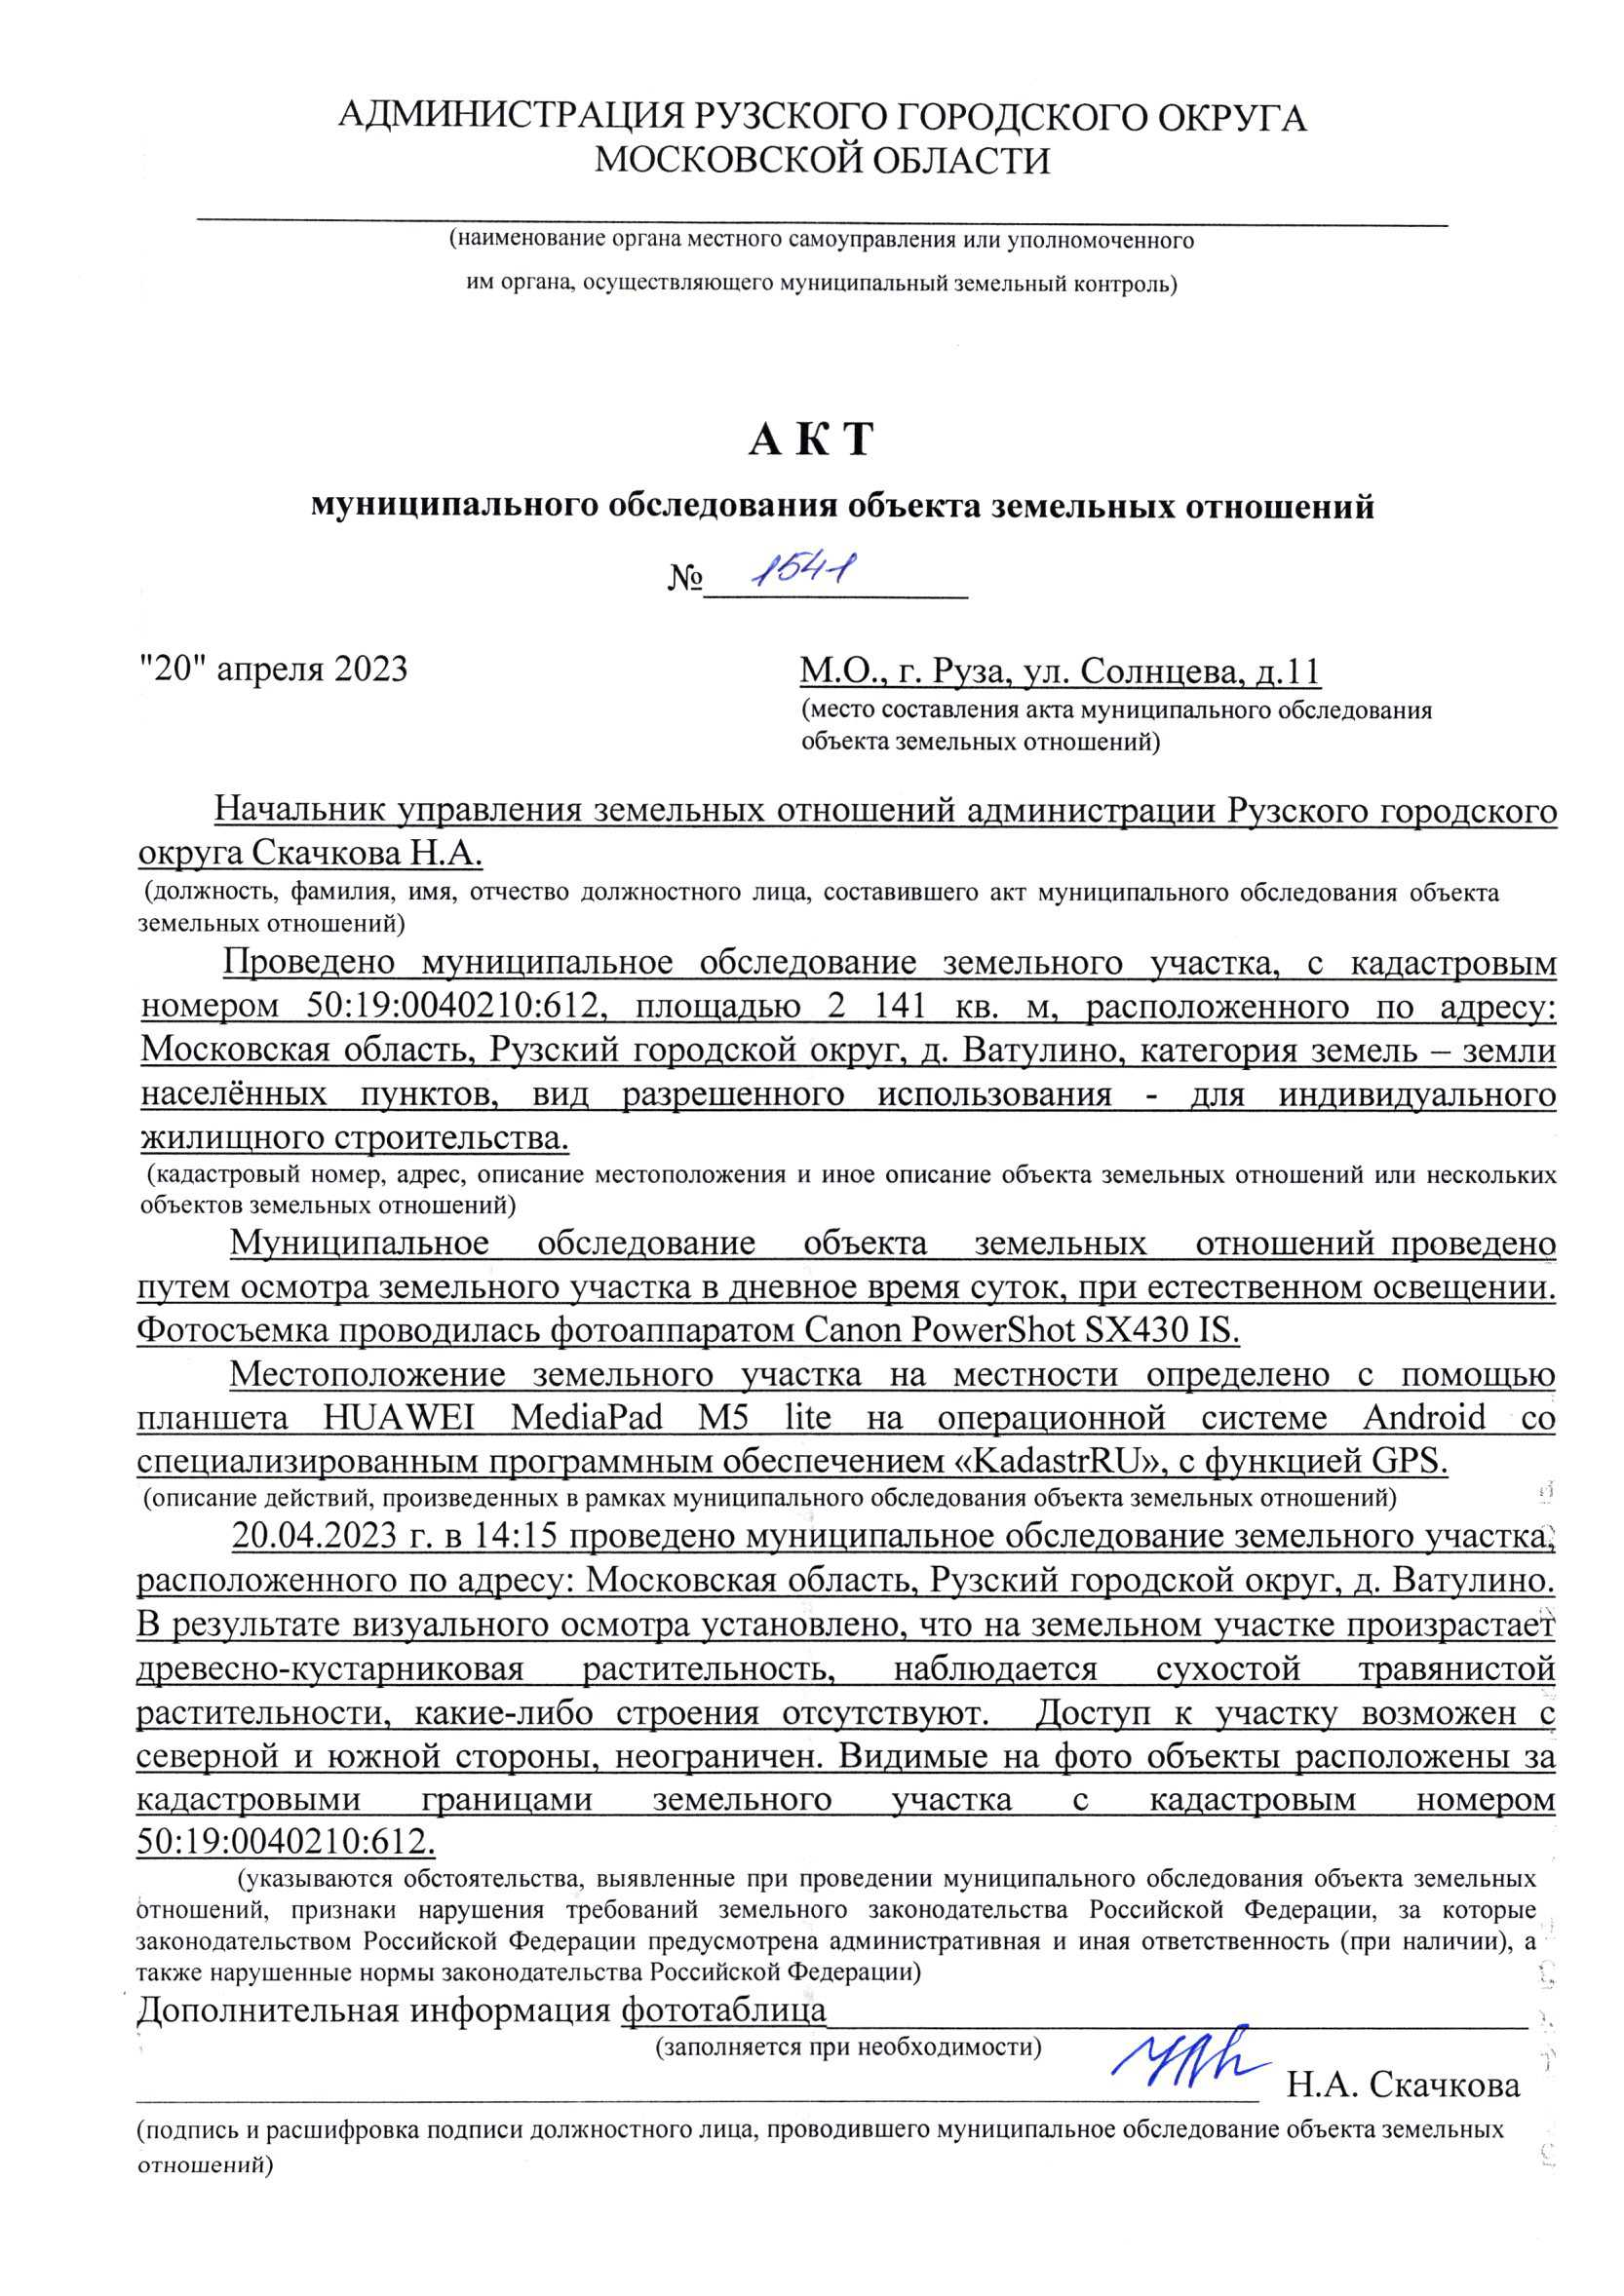 АДМИНИСТРАЦИЯ РУЗСКОГО ГОРОДСКОГО ОКРУГА
МОСКОВСКОЙ ОБЛАСТИ
(наименование органа местного самоуправления или уполномоченного
им органа, осуществляющего муниципальный земельный контроль)
А К Т
муниципального обследования объекта земельных отношений
№ 1541
"20" апреля 2023
М.О., г. Руза, ул. Солнцева, д.11
(место составления акта муниципального обследования
объекта земельных отношений)
Начальник управления земельных отношений администрации Рузского городского
округа Скачкова Н.А.
(должность, фамилия, имя, отчество должностного лица, составившего акт муниципального обследования объекта
земельных отношений)
Проведено муниципальное обследование земельного участка, с кадастровым
номером 50:19:0040210:612, площадью 2 141 кв. м, расположенного по адресу:
Московская область, Рузский городской округ, д. Ватулино, категория земель – земли
населённых пунктов, вид разрешенного использования - для индивидуального
жилищного строительства.
(кадастровый номер, адрес, описание местоположения и иное описание объекта земельных отношений или нескольких
объектов земельных отношений)
Муниципальное обследование объекта земельных отношений проведено
путем осмотра земельного участка в дневное время суток, при естественном освещении.
Фотосъемка проводилась фотоаппаратом Canon PowerShot SX430 IS.
Местоположение земельного участка на местности определено с помощью
планшета HUAWEI MediaPad M5 lite на операционной системе Android со
специализированным программным обеспечением «KadastrRU», с функцией GPS.
(описание действий, произведенных в рамках муниципального обследования объекта земельных отношений)
20.04.2023 г. в 14:15 проведено муниципальное обследование земельного участка,
расположенного по адресу: Московская область, Рузский городской округ, д. Ватулино.
В результате визуального осмотра установлено, что на земельном участке произрастает
древесно-кустарниковая растительность, наблюдается сухостой травянистой
растительности, какие-либо строения отсутствуют. Доступ к участку возможен с
северной и южной стороны, неограничен. Видимые на фото объекты расположены за
кадастровыми границами земельного участка с кадастровым номером
50:19:0040210:612.
(указываются обстоятельства, выявленные при проведении муниципального обследования объекта земельных
отношений, признаки нарушения требований земельного законодательства Российской Федерации, за которые
законодательством Российской Федерации предусмотрена административная и иная ответственность (при наличии), а
также нарушенные нормы законодательства Российской Федерации)
Дополнительная информация фототаблица
(заполняется при необходимости)
Н.А. Скачкова
(подпись и расшифровка подписи должностного лица, проводившего муниципальное обследование объекта земельных
отношений)